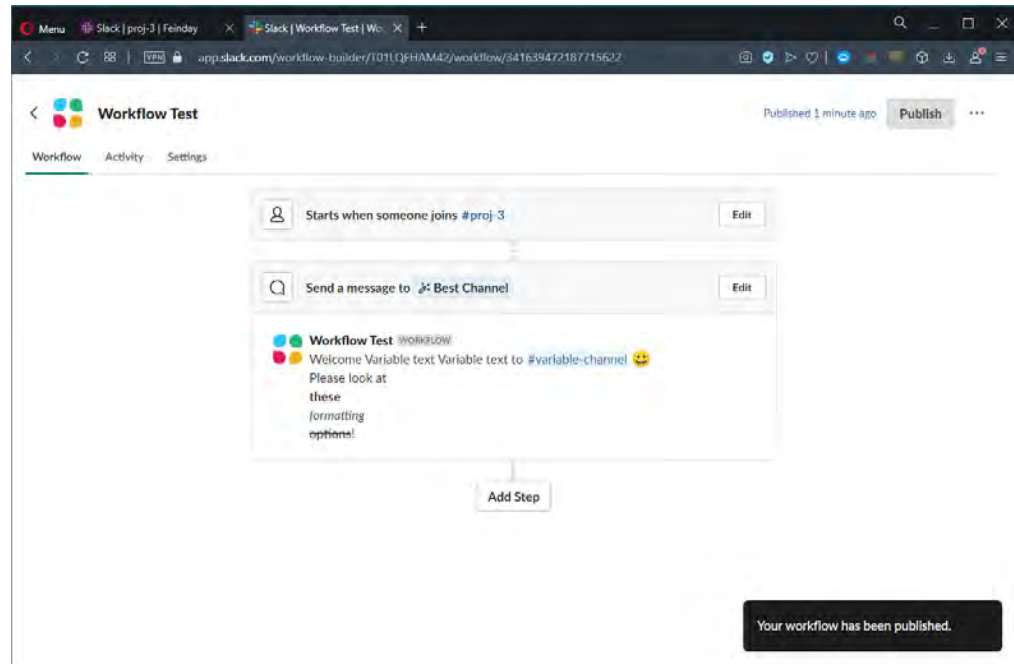 Menu
Slack | proj-3 | Feinday
Slack | Workflow Test | Wo
VPN
app.slack.com/workflow-builder/T01LQFHAM42/workflow/341639472187715622
Workflow Test
Published 1 minute ago
Publish
Workflow Activity Settings
Starts when someone joins #proj-3
Edit
Send a message to Best Channel
Edit
Workflow Test WORKFLOW
Welcome Variable text Variable text to #variable-channel
Please look at
these
formatting
options!
Add Step
Your workflow has been published.